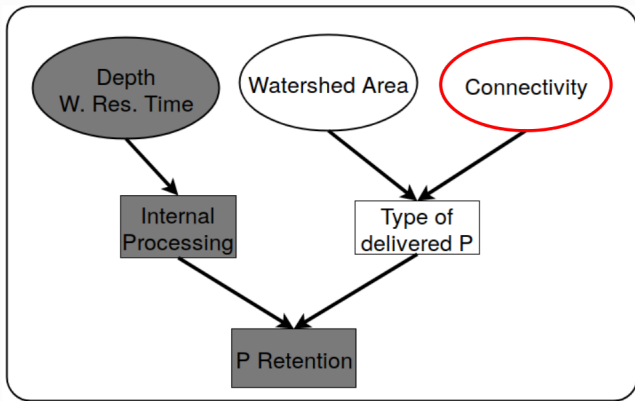 Depth
W. Res. Time
Watershed Area
Connectivity
Internal
Processing
Type of
delivered P
P Retention